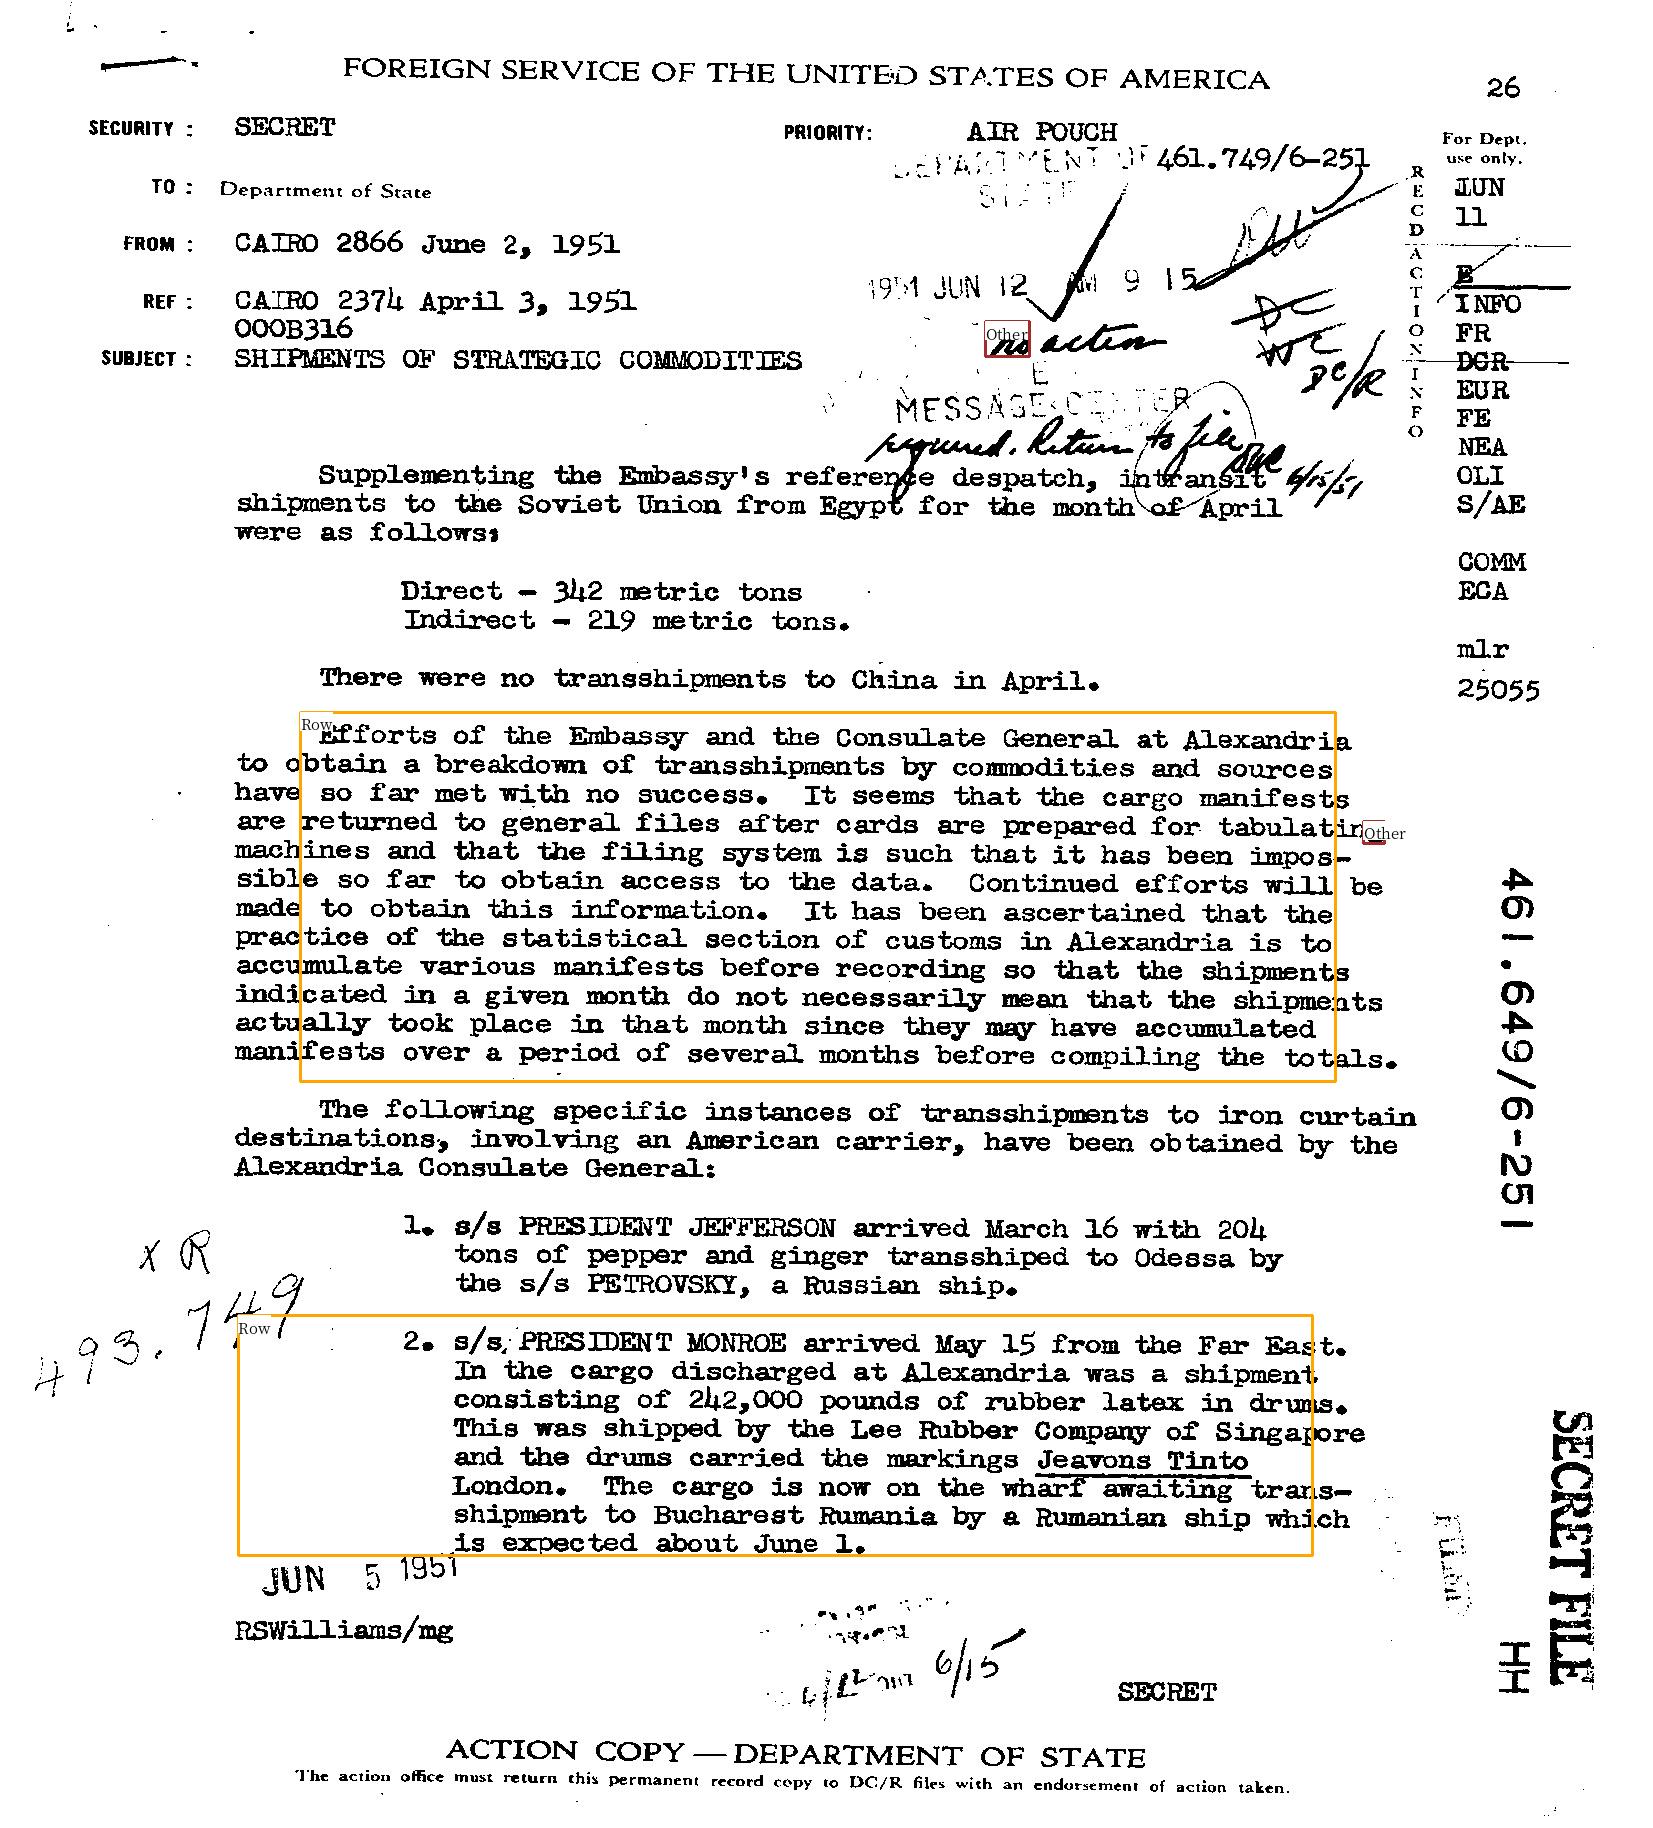 FOREIGN SERVICE OF THE UNITED STATES OF AMERICA
26
SECURITY : SECRET
PRIORITY: AIR POUCH
For Dept. use only.
DEPARTMENT OF STATE
461.749/6-251
TO : Department of State
FROM : CAIRO 2866 June 2, 1951
1951 JUN 12 AM 9 15
REF : CAIRO 2374 April 3, 1951
000B316
SUBJECT : SHIPMENTS OF STRATEGIC COMMODITIES
Other
no action
E
MESSAGE CENTER
required. Return to file
6/15/51
DC
WC
DC/R
RECD
ACTION
INFO
JUN
11
E
INFO
FR
DGR
EUR
FE
NEA
OLI
S/AE
COMM
ECA
mlr
25055
Supplementing the Embassy's reference despatch, intransit
shipments to the Soviet Union from Egypt for the month of April
were as follows:
Direct - 342 metric tons
Indirect - 219 metric tons.
There were no transshipments to China in April.
Row
Efforts of the Embassy and the Consulate General at Alexandria
to obtain a breakdown of transshipments by commodities and sources
have so far met with no success. It seems that the cargo manifests
are returned to general files after cards are prepared for tabulatin
Other
machines and that the filing system is such that it has been impos-
sible so far to obtain access to the data. Continued efforts will be
made to obtain this information. It has been ascertained that the
practice of the statistical section of customs in Alexandria is to
accumulate various manifests before recording so that the shipments
indicated in a given month do not necessarily mean that the shipments
actually took place in that month since they may have accumulated
manifests over a period of several months before compiling the totals.
The following specific instances of transshipments to iron curtain
destinations, involving an American carrier, have been obtained by the
Alexandria Consulate General:
1. s/s PRESIDENT JEFFERSON arrived March 16 with 204
tons of pepper and ginger transshiped to Odessa by
the s/s PETROVSKY, a Russian ship.
X R
493.749
Row
2. s/s PRESIDENT MONROE arrived May 15 from the Far East.
In the cargo discharged at Alexandria was a shipment
consisting of 242,000 pounds of rubber latex in drums.
This was shipped by the Lee Rubber Company of Singapore
and the drums carried the markings Jeavons Tinto
London. The cargo is now on the wharf awaiting trans-
shipment to Bucharest Rumania by a Rumanian ship which
is expected about June 1.
JUN 5 1951
RSWilliams/mg
6/15
SECRET
461.649/6-251
SECRET FILE
HH
ACTION COPY — DEPARTMENT OF STATE
The action office must return this permanent record copy to DC/R files with an endorsement of action taken.